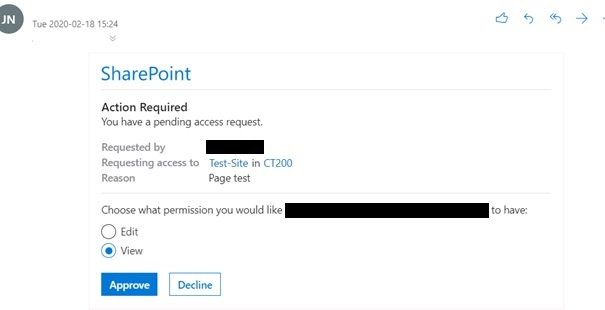 JN
Tue 2020-02-18 15:24
SharePoint
Action Required
You have a pending access request.
Requested by
Requesting access to Test-Site in CT200
Reason Page test
Choose what permission you would like to have:
Edit
View
Approve Decline